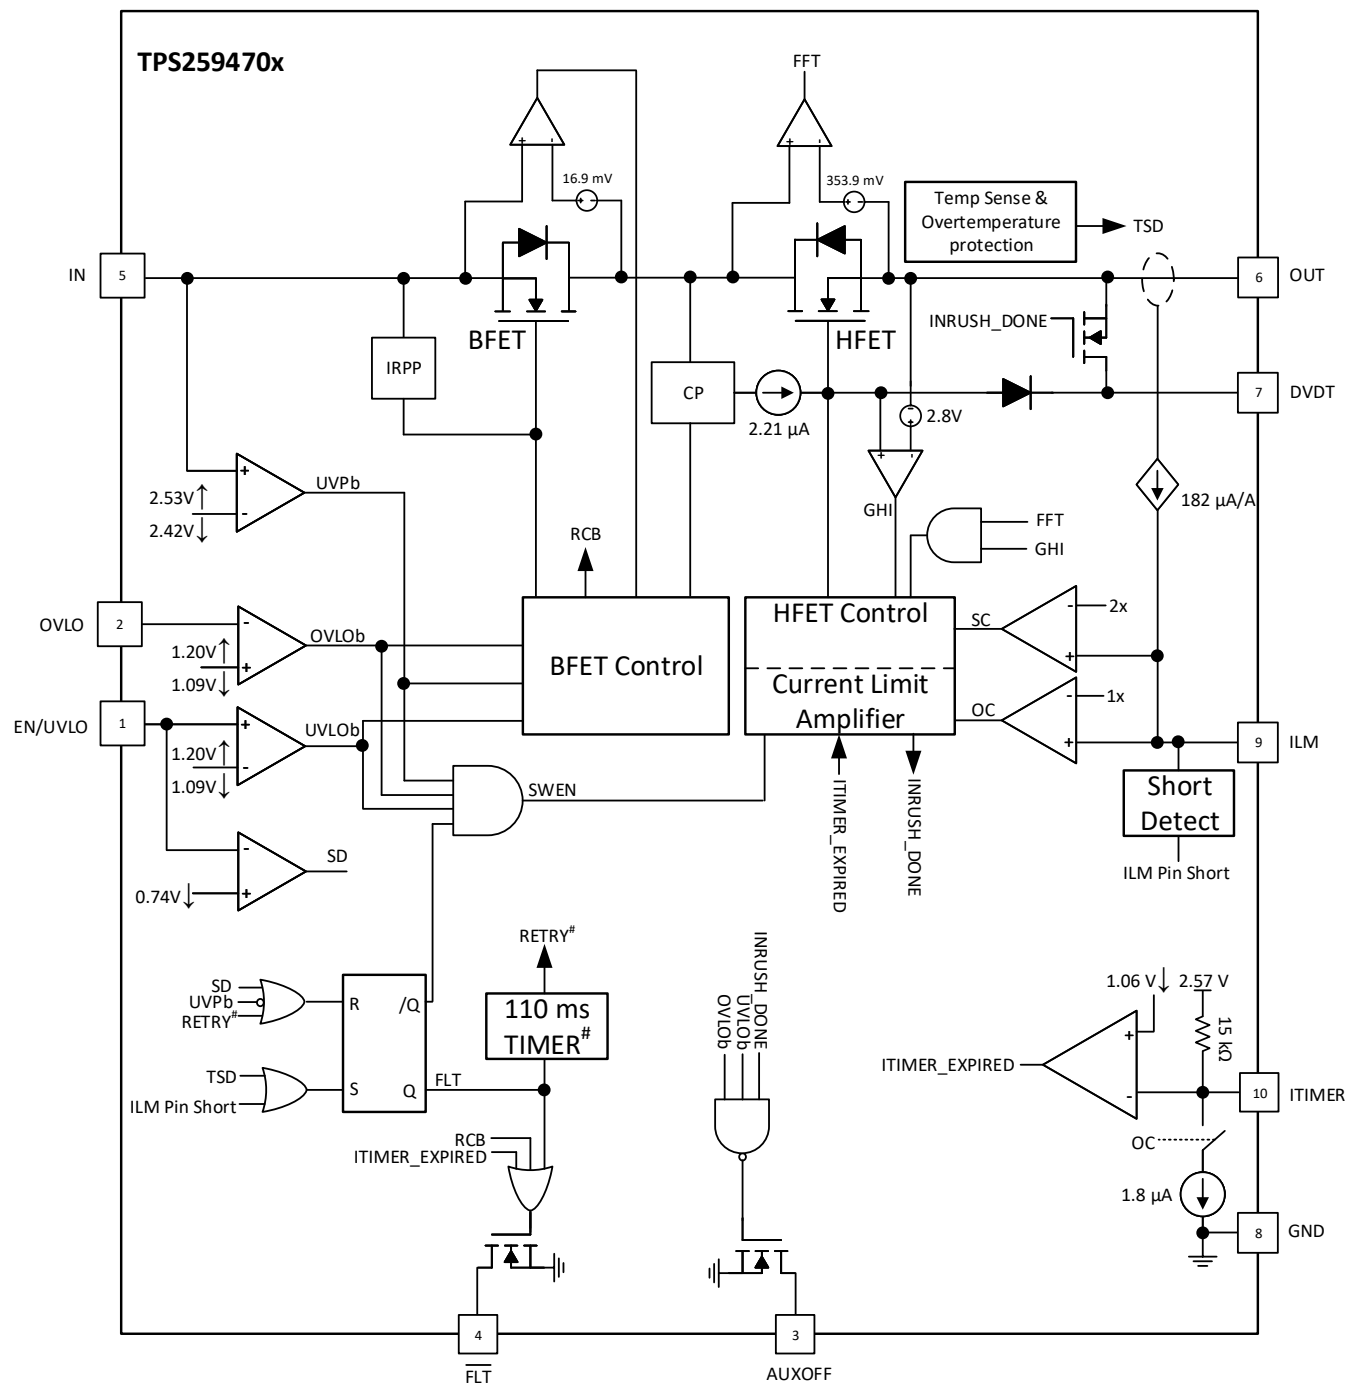 TPS259470x
FFT
16.9 mV
+ -
+ -
353.9 mV
+ -
+ -
Temp Sense &
Overtemperature
protection
TSD
IN
5
6
OUT
BFET
HFET
INRUSH_DONE
IRPP
CP
2.21 µA
+
-
2.8V
7
DVDT
+ -
GHI
182 µA/A
+
-
2.53V↑
2.42V↓
UVPb
RCB
FFT
GHI
OVLO
2
-
+
1.20V↑
1.09V↓
OVLOb
BFET Control
HFET Control
Current Limit
Amplifier
SC
-
+
2x
OC
-
+
1x
EN/UVLO
1
+
-
1.20V↑
1.09V↓
UVLOb
9
ILM
SWEN
ITIMER_EXPIRED
INRUSH_DONE
Short
Detect
ILM Pin Short
-
+
0.74V↓
SD
RETRY#
110 ms
TIMER#
SD
UVPb
RETRY#
R
/Q
TSD
ILM Pin Short
S
Q
FLT
RCB
ITIMER_EXPIRED
OVLOb
UVLOb
INRUSH_DONE
1.06 V↓
2.57 V
15 kΩ
+
-
ITIMER_EXPIRED
10
ITIMER
OC
1.8 µA
8
GND
4
FLT
3
AUXOFF